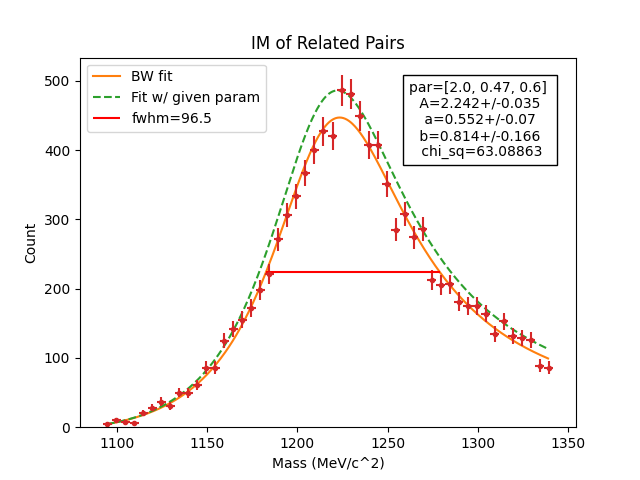 IM of Related Pairs
BW fit
Fit w/ given param
fwhm=96.5
par=[2.0, 0.47, 0.6]
A=2.242+/-0.035
a=0.552+/-0.07
b=0.814+/-0.166
chi_sq=63.08863
500
400
300
200
100
0
Count
1100 1150 1200 1250 1300 1350
Mass (MeV/c^2)